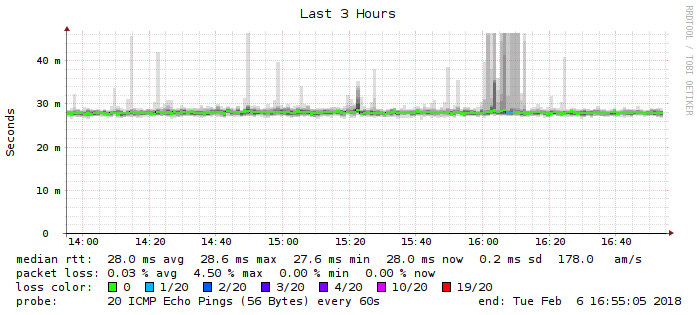 Last 3 Hours
RRDTOOL / TOBI OETIKER
Seconds
40 m
30 m
20 m
10 m
0
14:00 14:20 14:40 15:00 15:20 15:40 16:00 16:20 16:40
median rtt: 28.0 ms avg 28.6 ms max 27.6 ms min 28.0 ms now 0.2 ms sd 178.0 am/s
packet loss: 0.03 % avg 4.50 % max 0.00 % min 0.00 % now
loss color: 0 1/20 2/20 3/20 4/20 10/20 19/20
probe: 20 ICMP Echo Pings (56 Bytes) every 60s end: Tue Feb 6 16:55:05 2018